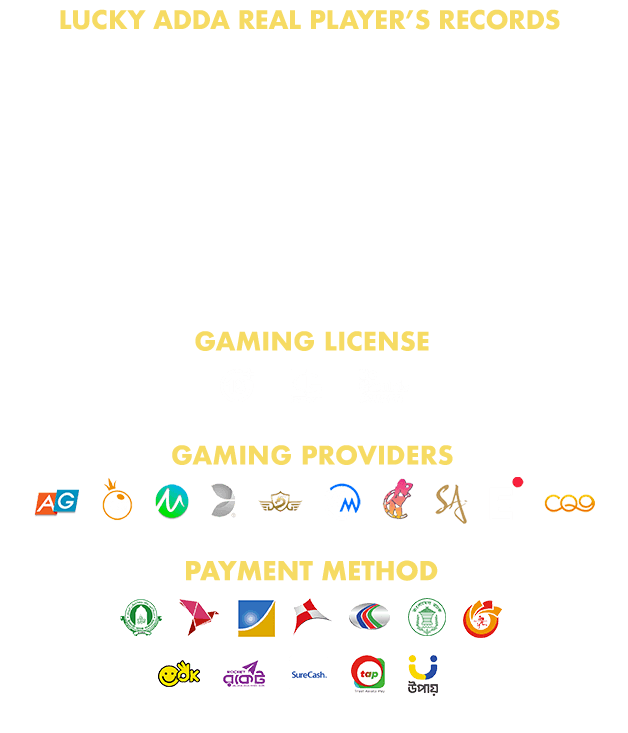 LUCKY ADDA REAL PLAYER’S RECORDS
GAMING LICENSE
GAMING PROVIDERS
AG
SA
CQ9
PAYMENT METHOD
OK
ROCKET
রকেট
SureCash.
tap
উপায়